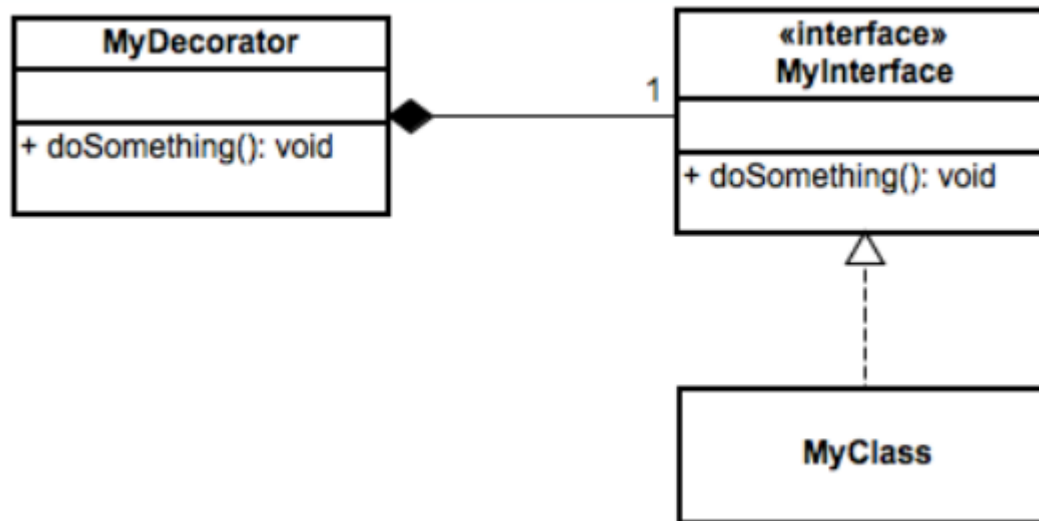 MyDecorator
+ doSomething(): void
1
«interface»
MyInterface
+ doSomething(): void
MyClass